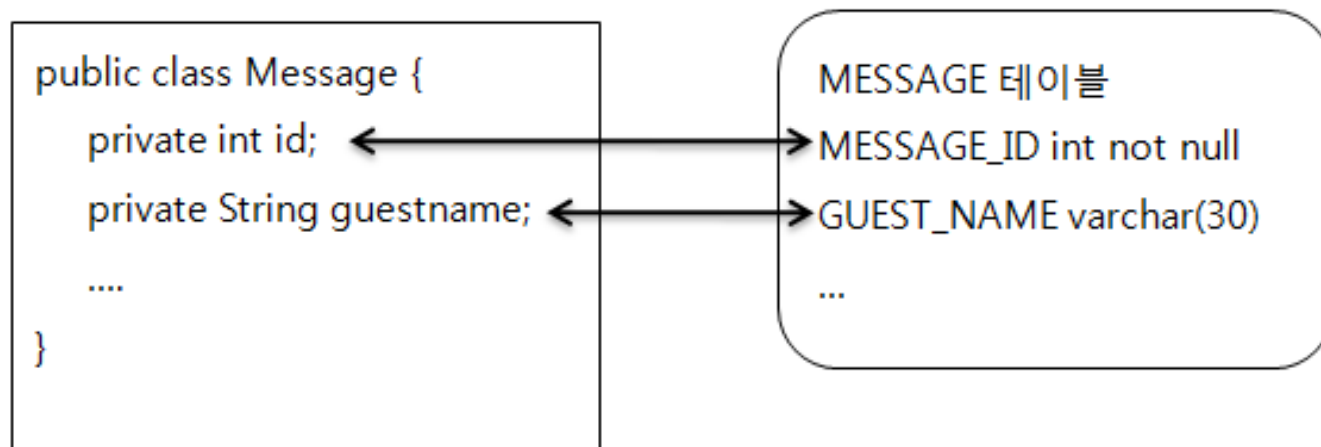 public class Message {
private int id;
private String guestname;
....
}
MESSAGE 테이블
MESSAGE_ID int not null
GUEST_NAME varchar(30)
...